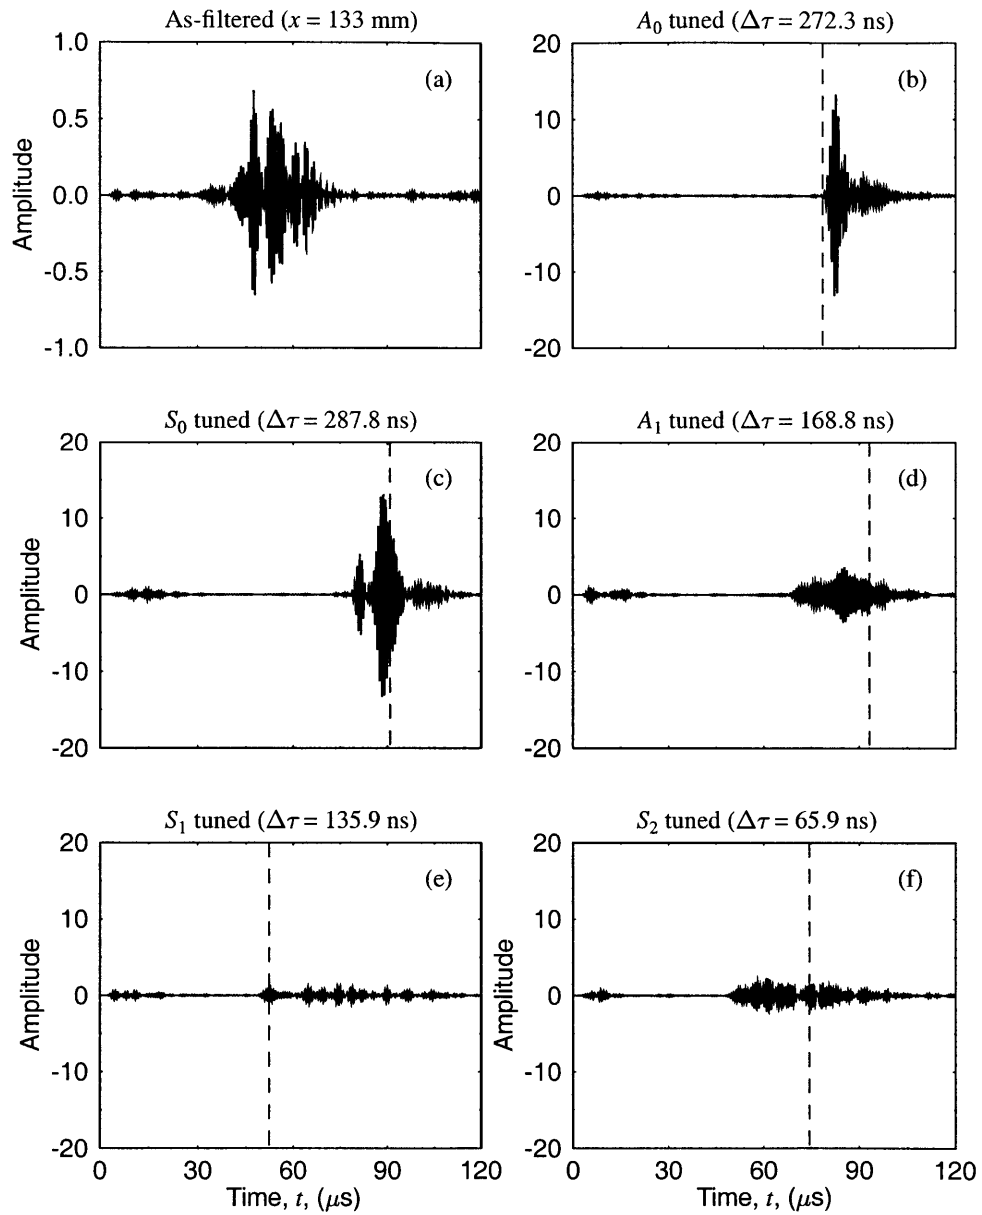 As-filtered (x = 133 mm)
A0 tuned (Δτ = 272.3 ns)
1.0
0.5
0.0
-0.5
-1.0
Amplitude
(a)
20
10
0
-10
-20
(b)
S0 tuned (Δτ = 287.8 ns)
A1 tuned (Δτ = 168.8 ns)
20
10
0
-10
-20
Amplitude
(c)
20
10
0
-10
-20
(d)
S1 tuned (Δτ = 135.9 ns)
S2 tuned (Δτ = 65.9 ns)
20
10
0
-10
-20
Amplitude
(e)
20
10
0
-10
-20
Amplitude
(f)
0 30 60 90 120
0 30 60 90 120
Time, t, (μs)
Time, t, (μs)